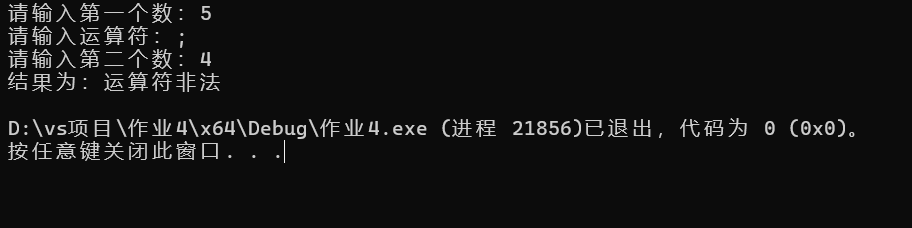 请输入第一个数：5
请输入运算符：;
请输入第二个数：4
结果为：运算符非法
D:\vs项目\作业4\x64\Debug\作业4.exe (进程 21856)已退出，代码为 0 (0x0)。
按任意键关闭此窗口. . .